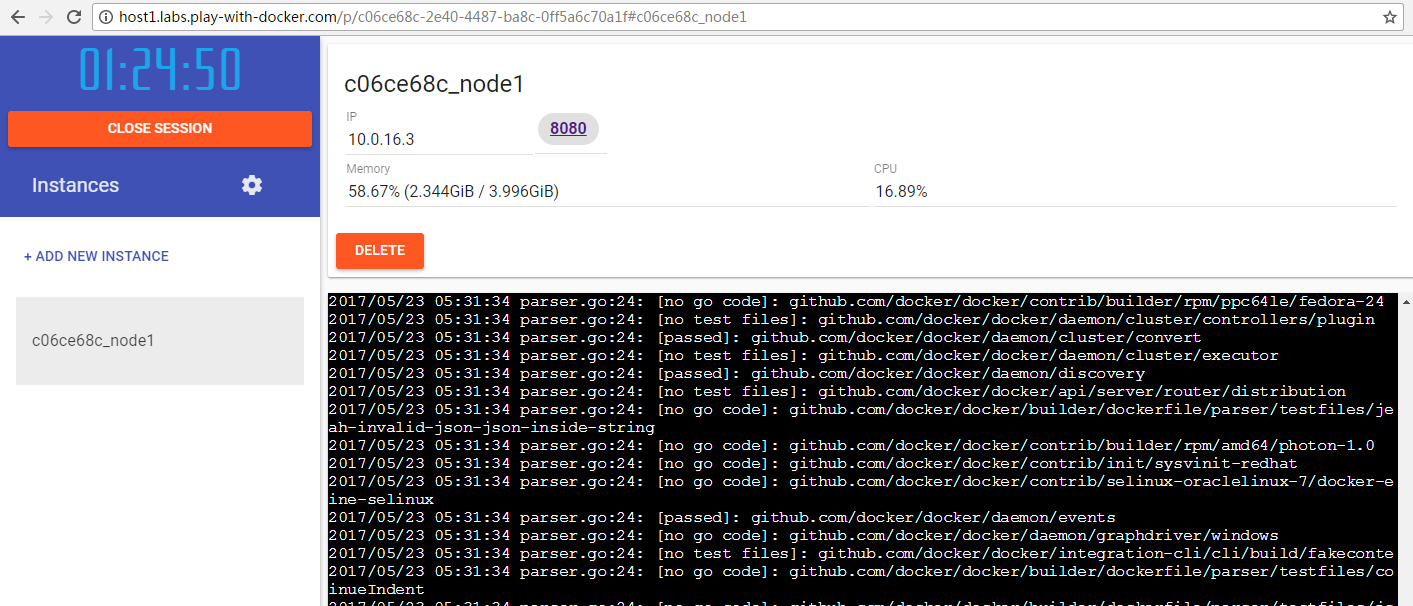 host1.labs.play-with-docker.com/p/c06ce68c-2e40-4487-ba8c-0ff5a6c70a1f#c06ce68c_node1
01:24:50
CLOSE SESSION
Instances
+ ADD NEW INSTANCE
c06ce68c_node1
c06ce68c_node1
IP
10.0.16.3
8080
Memory
58.67% (2.344GiB / 3.996GiB)
CPU
16.89%
DELETE
2017/05/23 05:31:34 parser.go:24: [no go code]: github.com/docker/docker/contrib/builder/rpm/ppc64le/fedora-24
2017/05/23 05:31:34 parser.go:24: [no test files]: github.com/docker/docker/daemon/cluster/controllers/plugin
2017/05/23 05:31:34 parser.go:24: [passed]: github.com/docker/docker/daemon/cluster/convert
2017/05/23 05:31:34 parser.go:24: [no test files]: github.com/docker/docker/daemon/cluster/executor
2017/05/23 05:31:34 parser.go:24: [passed]: github.com/docker/docker/daemon/discovery
2017/05/23 05:31:34 parser.go:24: [no test files]: github.com/docker/docker/api/server/router/distribution
2017/05/23 05:31:34 parser.go:24: [no go code]: github.com/docker/docker/builder/dockerfile/parser/testfiles/je
ah-invalid-json-json-inside-string
2017/05/23 05:31:34 parser.go:24: [no go code]: github.com/docker/docker/contrib/builder/rpm/amd64/photon-1.0
2017/05/23 05:31:34 parser.go:24: [no go code]: github.com/docker/docker/contrib/init/sysvinit-redhat
2017/05/23 05:31:34 parser.go:24: [no go code]: github.com/docker/docker/contrib/selinux-oraclelinux-7/docker-e
ine-selinux
2017/05/23 05:31:34 parser.go:24: [passed]: github.com/docker/docker/daemon/events
2017/05/23 05:31:34 parser.go:24: [no go code]: github.com/docker/docker/daemon/graphdriver/windows
2017/05/23 05:31:34 parser.go:24: [no test files]: github.com/docker/docker/integration-cli/cli/build/fakeconte
2017/05/23 05:31:34 parser.go:24: [no go code]: github.com/docker/docker/builder/dockerfile/parser/testfiles/co
inueIndent